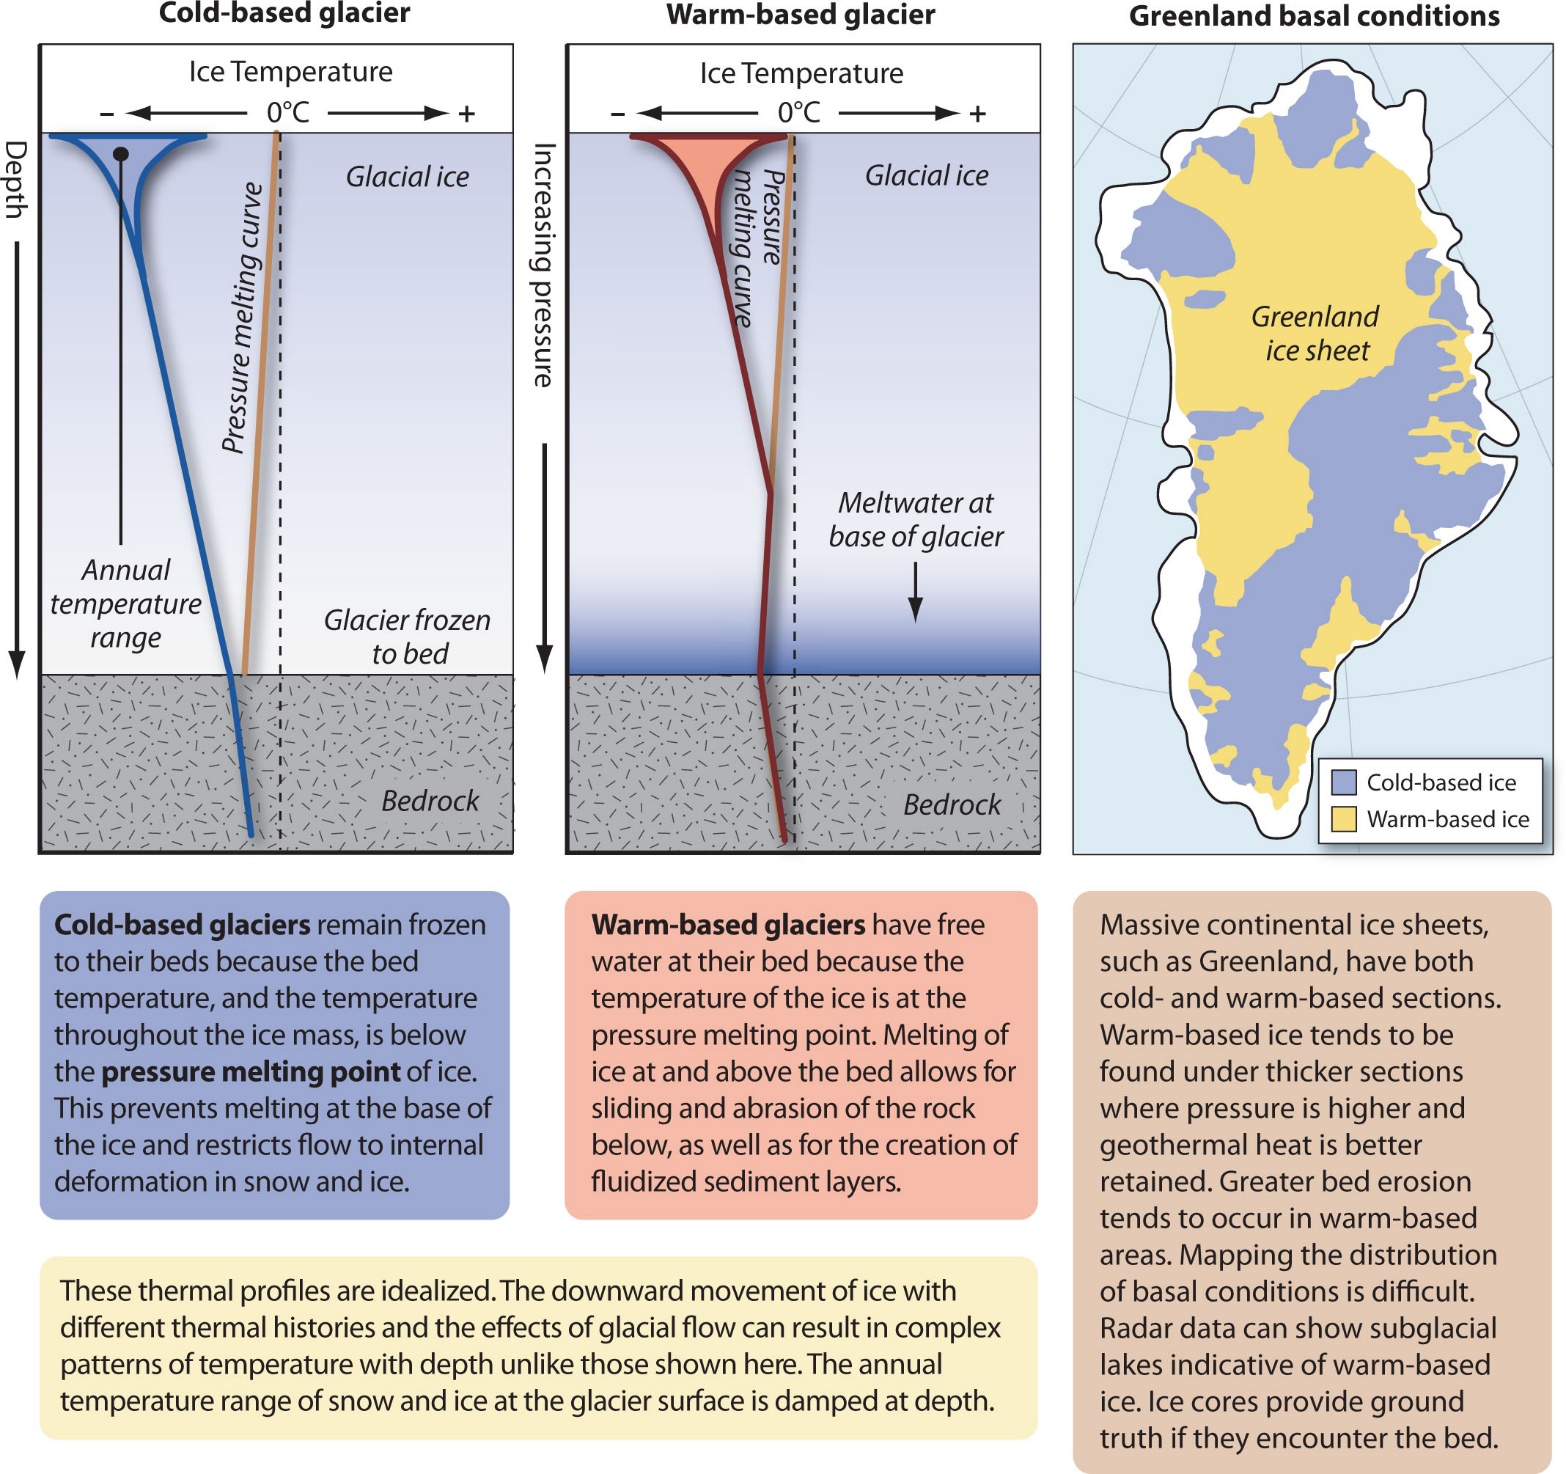 Cold-based glacier
Ice Temperature
– 0°C +
Depth
Glacial ice
Pressure melting curve
Annual
temperature
range
Glacier frozen
to bed
Bedrock
Warm-based glacier
Ice Temperature
– 0°C +
Increasing pressure
Glacial ice
Pressure
melting curve
Meltwater at
base of glacier
Bedrock
Greenland basal conditions
Greenland
ice sheet
Cold-based ice
Warm-based ice
Cold-based glaciers remain frozen
to their beds because the bed
temperature, and the temperature
throughout the ice mass, is below
the pressure melting point of ice.
This prevents melting at the base of
the ice and restricts flow to internal
deformation in snow and ice.
Warm-based glaciers have free
water at their bed because the
temperature of the ice is at the
pressure melting point. Melting of
ice at and above the bed allows for
sliding and abrasion of the rock
below, as well as for the creation of
fluidized sediment layers.
Massive continental ice sheets,
such as Greenland, have both
cold- and warm-based sections.
Warm-based ice tends to be
found under thicker sections
where pressure is higher and
geothermal heat is better
retained. Greater bed erosion
tends to occur in warm-based
areas. Mapping the distribution
of basal conditions is difficult.
Radar data can show subglacial
lakes indicative of warm-based
ice. Ice cores provide ground
truth if they encounter the bed.
These thermal profiles are idealized. The downward movement of ice with
different thermal histories and the effects of glacial flow can result in complex
patterns of temperature with depth unlike those shown here. The annual
temperature range of snow and ice at the glacier surface is damped at depth.